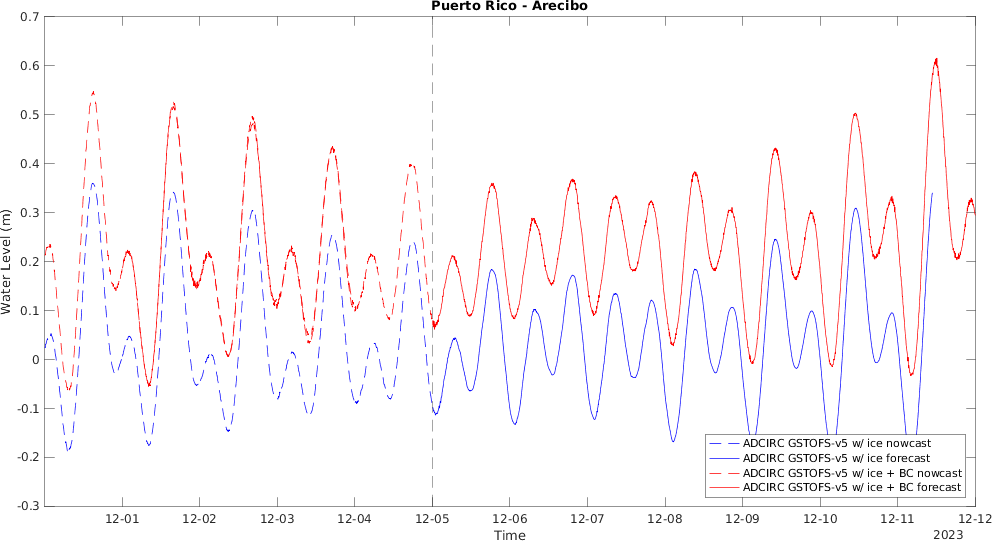 Puerto Rico - Arecibo
0.7
0.6
0.5
0.4
0.3
0.2
0.1
0
-0.1
-0.2
-0.3
Water Level (m)
ADCIRC GSTOFS-v5 w/ ice nowcast
ADCIRC GSTOFS-v5 w/ ice forecast
ADCIRC GSTOFS-v5 w/ ice + BC nowcast
ADCIRC GSTOFS-v5 w/ ice + BC forecast
12-01 12-02 12-03 12-04 12-05 12-06 12-07 12-08 12-09 12-10 12-11 12-12
Time
2023